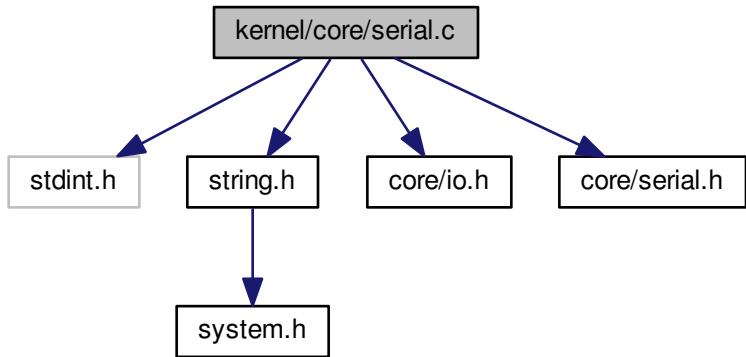 kernel/core/serial.c
stdint.h
string.h
core/io.h
core/serial.h
system.h